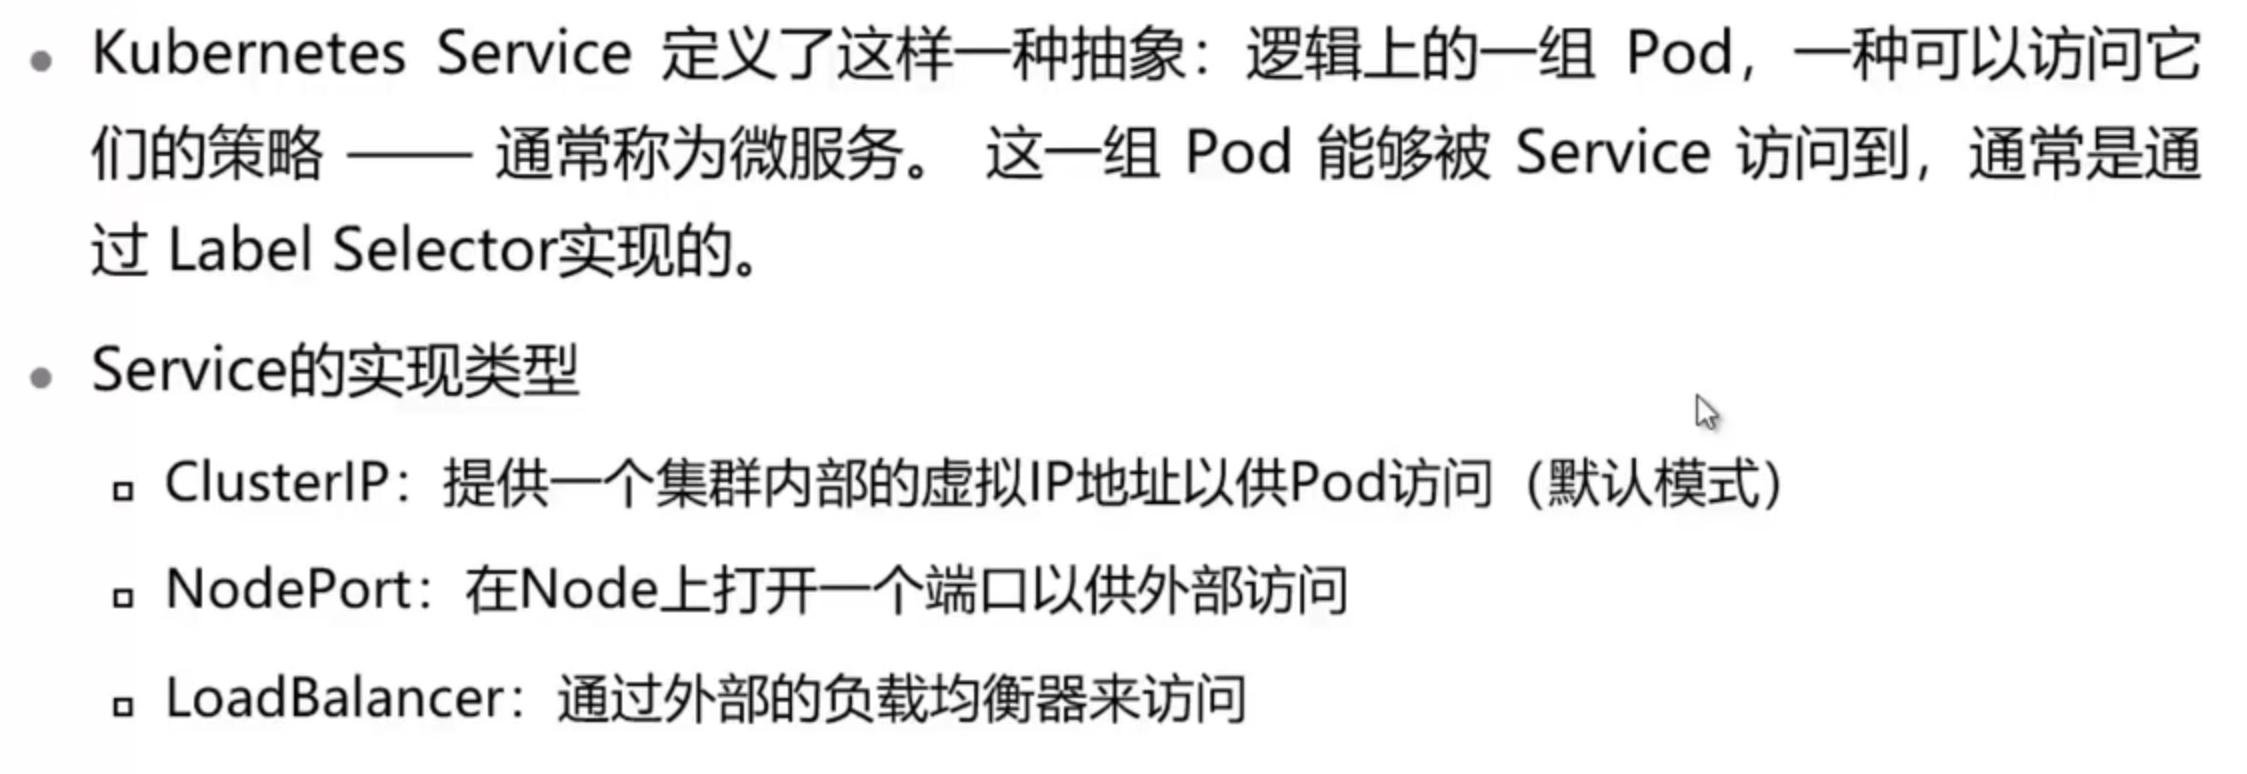 Kubernetes Service 定义了这样一种抽象：逻辑上的一组 Pod，一种可以访问它
们的策略 —— 通常称为微服务。 这一组 Pod 能够被 Service 访问到，通常是通
过 Label Selector实现的。
Service的实现类型
ClusterIP：提供一个集群内部的虚拟IP地址以供Pod访问（默认模式）
NodePort：在Node上打开一个端口以供外部访问
LoadBalancer：通过外部的负载均衡器来访问